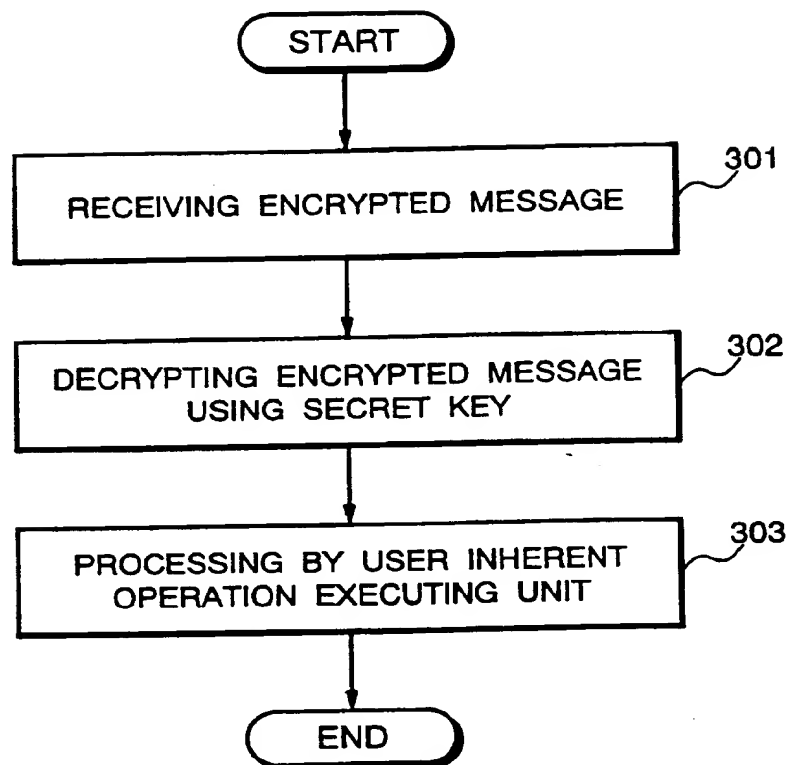 START
RECEIVING ENCRYPTED MESSAGE
301
DECRYPTING ENCRYPTED MESSAGE
USING SECRET KEY
302
PROCESSING BY USER INHERENT
OPERATION EXECUTING UNIT
303
END